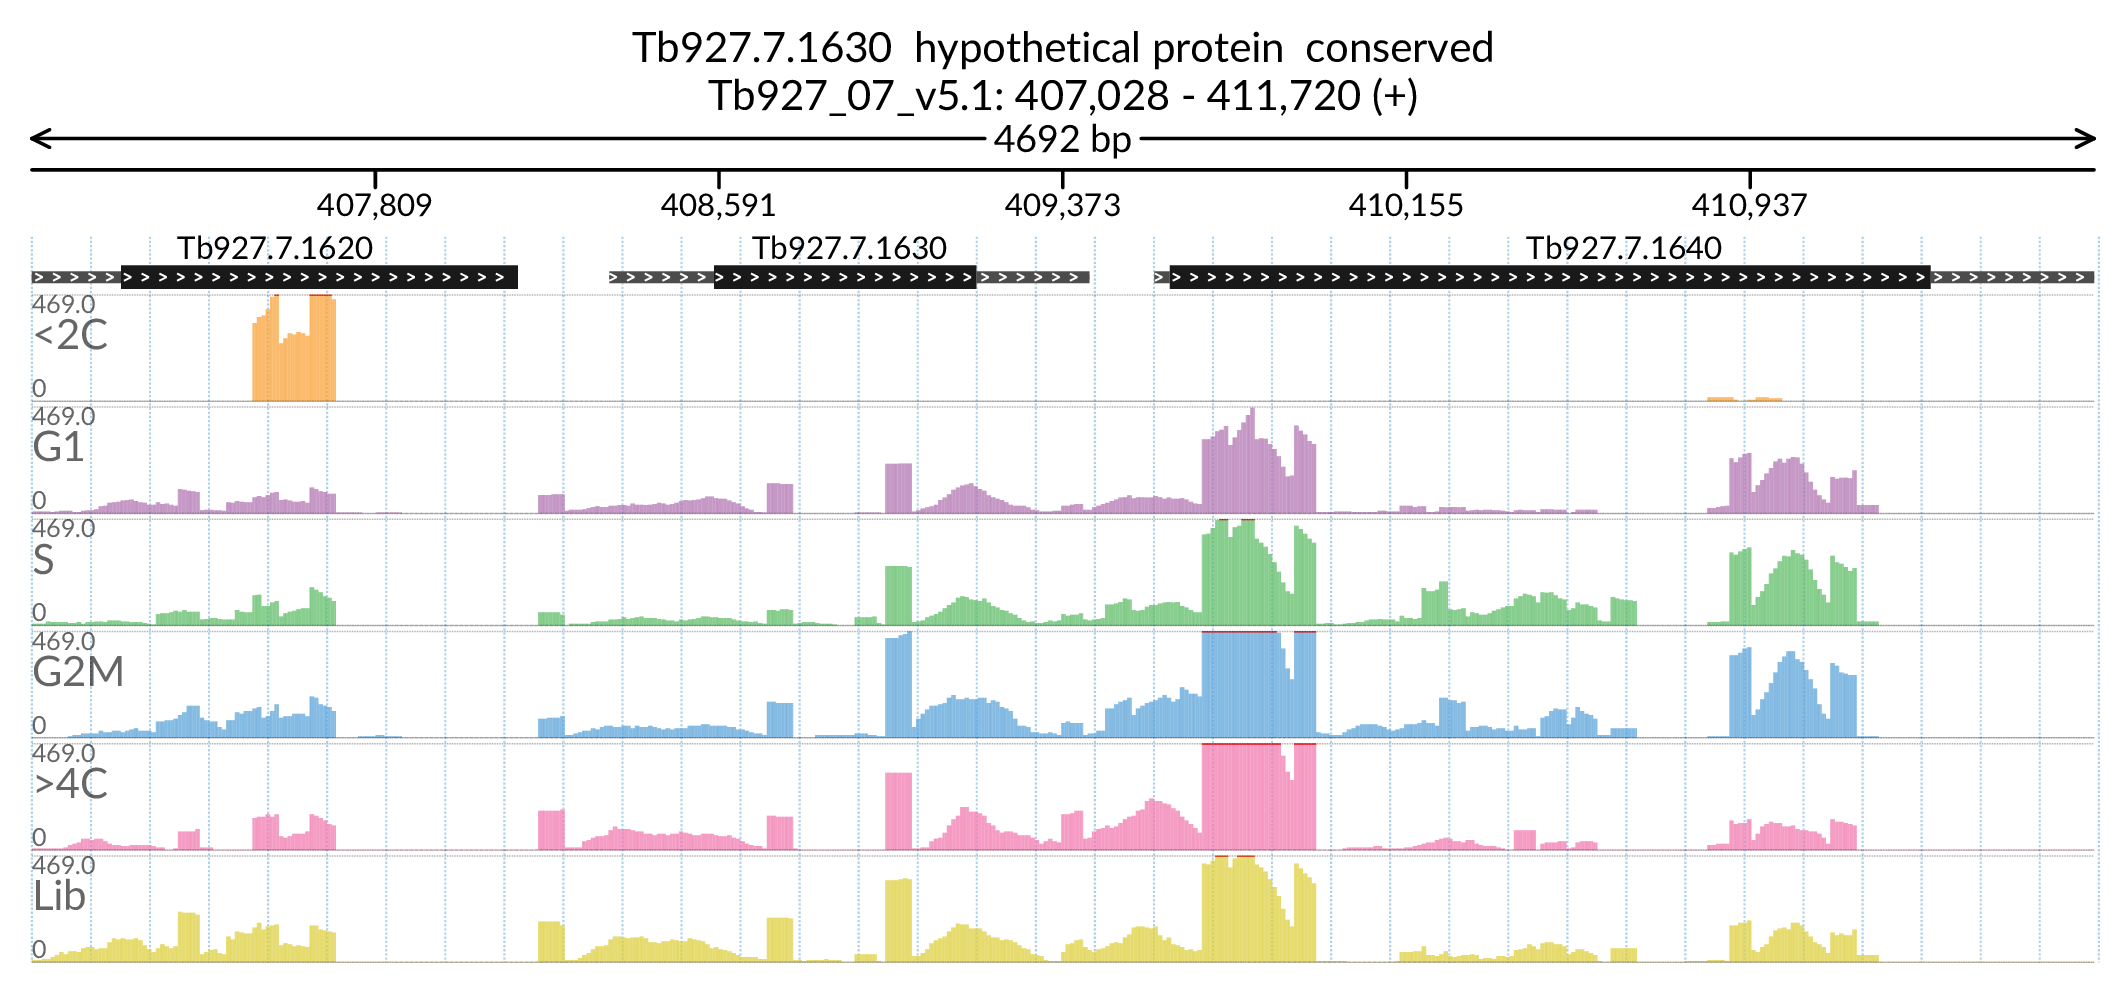 Tb927.7.1630  hypothetical protein  conserved
Tb927_07_v5.1: 407,028 - 411,720 (+)
4692 bp
407,809 408,591 409,373 410,155 410,937
Tb927.7.1620 Tb927.7.1630 Tb927.7.1640
469.0
<2C
0
469.0
G1
0
469.0
S
0
469.0
G2M
0
469.0
>4C
0
469.0
Lib
0